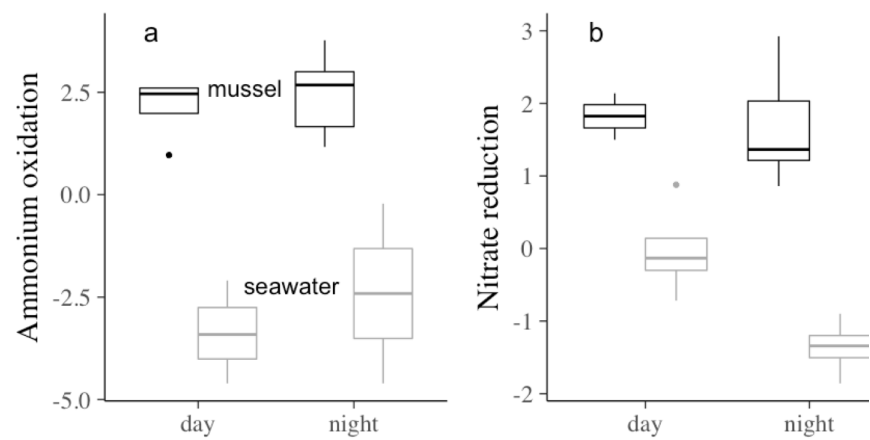 a
Ammonium oxidation
2.5
0.0
-2.5
-5.0
mussel
seawater
day night
b
Nitrate reduction
3
2
1
0
-1
-2
day night